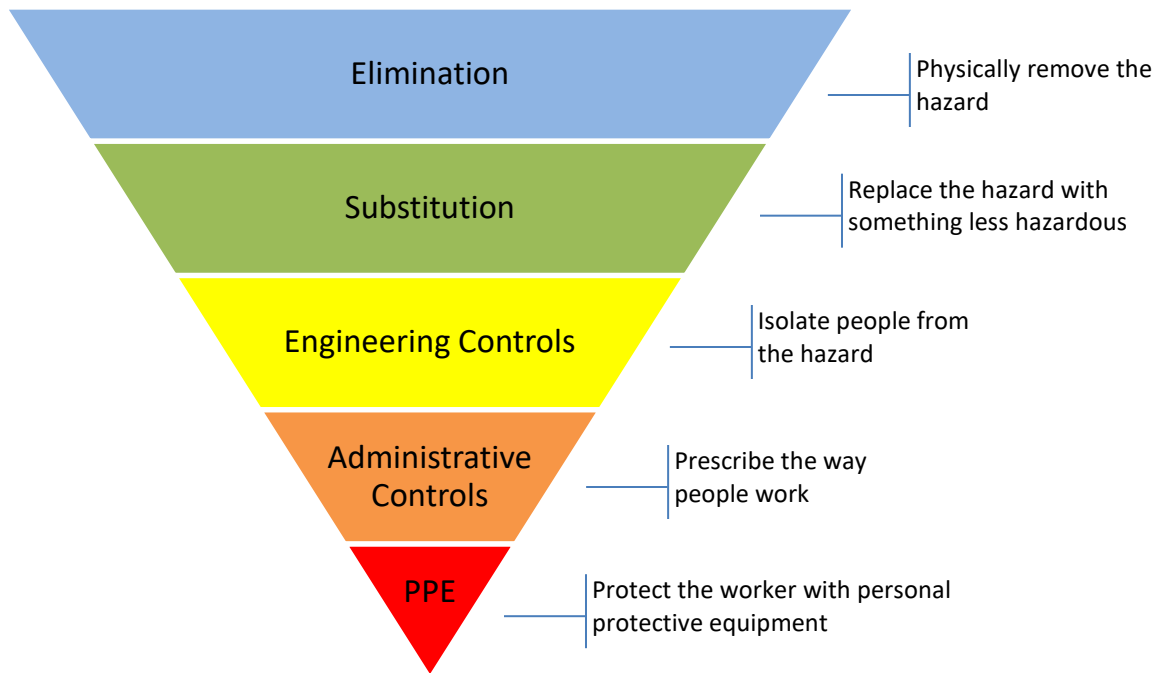 Elimination
Physically remove the
hazard
Substitution
Replace the hazard with
something less hazardous
Engineering Controls
Isolate people from
the hazard
Administrative
Controls
Prescribe the way
people work
PPE
Protect the worker with personal
protective equipment